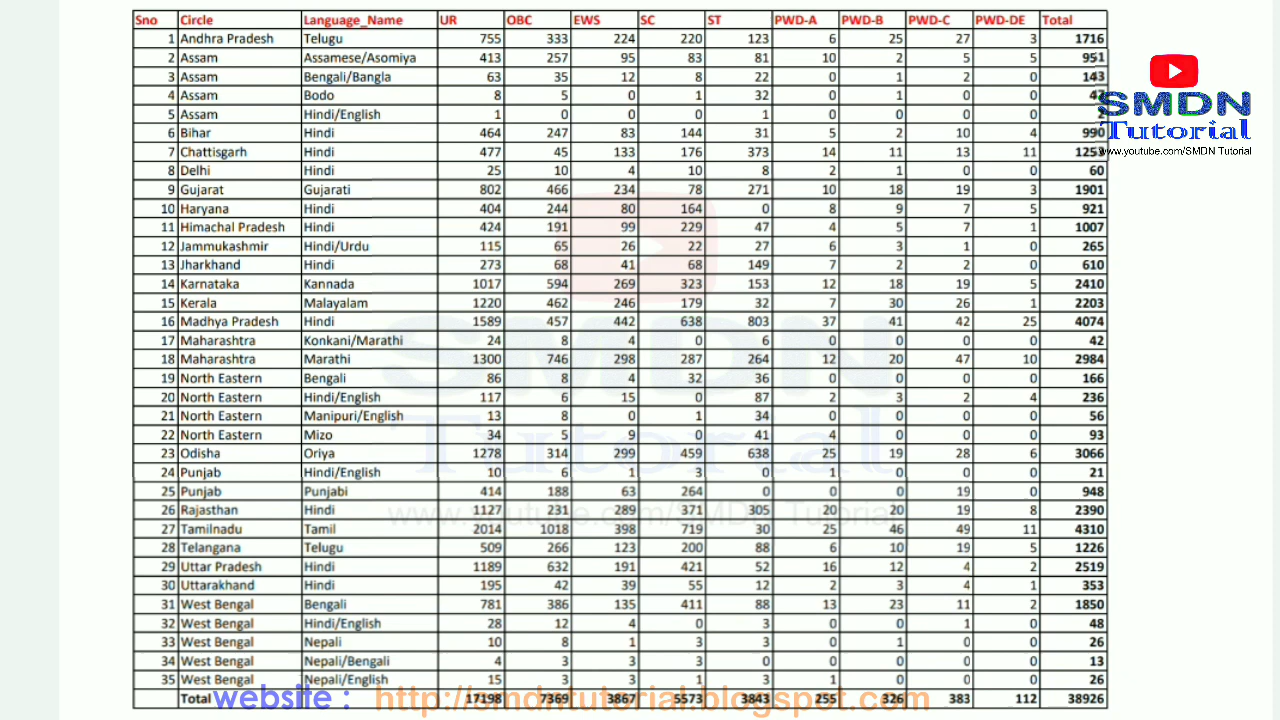 Sno Circle Language_Name UR OBC EWS SC ST PWD-A PWD-B PWD-C PWD-DE Total
1 Andhra Pradesh Telugu 755 333 224 220 123 6 25 27 3 1716
2 Assam Assamese/Asomiya 413 257 95 83 81 10 2 5 5 951
3 Assam Bengali/Bangla 63 35 12 8 22 0 1 2 0 143
4 Assam Bodo 8 5 0 1 32 0 1 0 0 47
5 Assam Hindi/English 1 0 0 0 1 0 0 0 0
6 Bihar Hindi 464 247 83 144 31 5 2 10 4 990
7 Chattisgarh Hindi 477 45 133 176 373 14 11 13 11 1253
8 Delhi Hindi 25 10 4 10 8 2 1 0 0 60
9 Gujarat Gujarati 802 466 234 78 271 10 18 19 3 1901
10 Haryana Hindi 404 244 80 164 0 8 9 7 5 921
11 Himachal Pradesh Hindi 424 191 99 229 47 4 5 7 1 1007
12 Jammukashmir Hindi/Urdu 115 65 26 22 27 6 3 1 0 265
13 Jharkhand Hindi 273 68 41 68 149 7 2 2 0 610
14 Karnataka Kannada 1017 594 269 323 153 12 18 19 5 2410
15 Kerala Malayalam 1220 462 246 179 32 7 30 26 1 2203
16 Madhya Pradesh Hindi 1589 457 442 638 803 37 41 42 25 4074
17 Maharashtra Konkani/Marathi 24 8 4 0 6 0 0 0 0 42
18 Maharashtra Marathi 1300 746 298 287 264 12 20 47 10 2984
19 North Eastern Bengali 86 8 4 32 36 0 0 0 0 166
20 North Eastern Hindi/English 117 6 15 0 87 2 3 2 4 236
21 North Eastern Manipuri/English 13 8 0 1 34 0 0 0 0 56
22 North Eastern Mizo 34 5 9 0 41 4 0 0 0 93
23 Odisha Oriya 1278 314 299 459 638 25 19 28 6 3066
24 Punjab Hindi/English 10 6 1 3 0 1 0 0 0 21
25 Punjab Punjabi 414 188 63 264 0 0 0 19 0 948
26 Rajasthan Hindi 1127 231 289 371 305 20 20 19 8 2390
27 Tamilnadu Tamil 2014 1018 398 719 30 25 46 49 11 4310
28 Telangana Telugu 509 266 123 200 88 6 10 19 5 1226
29 Uttar Pradesh Hindi 1189 632 191 421 52 16 12 4 2 2519
30 Uttarakhand Hindi 195 42 39 55 12 2 3 4 1 353
31 West Bengal Bengali 781 386 135 411 88 13 23 11 2 1850
32 West Bengal Hindi/English 28 12 4 0 3 0 0 1 0 48
33 West Bengal Nepali 10 8 1 3 3 0 1 0 0 26
34 West Bengal Nepali/Bengali 4 3 3 3 0 0 0 0 0 13
35 West Bengal Nepali/English 15 3 3 1 3 1 0 0 0 26
Total 17198 7369 3867 5573 3843 255 326 383 112 38926
SMDN
Tutorial
www.youtube.com/SMDN Tutorial
SMDN
Tutorial
www.youtube.com/SMDN Tutorial
website : http://smdntutorial.blogspot.com